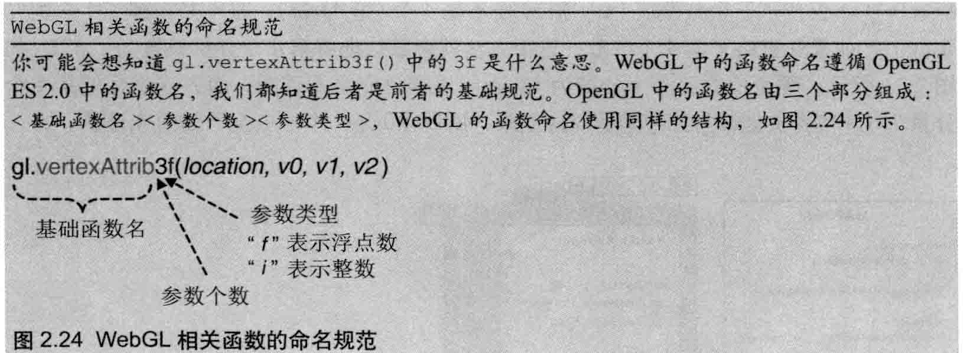 WebGL 相关函数的命名规范
你可能会想知道 gl.vertexAttrib3f() 中的 3f 是什么意思。WebGL 中的函数命名遵循 OpenGL
ES 2.0 中的函数名，我们都知道后者是前者的基础规范。OpenGL 中的函数名由三个部分组成：
<基础函数名><参数个数><参数类型>，WebGL 的函数命名使用同样的结构，如图 2.24 所示。
gl.vertexAttrib3f(location, v0, v1, v2)
基础函数名
参数类型
“f”表示浮点数
“i”表示整数
参数个数
图 2.24 WebGL 相关函数的命名规范